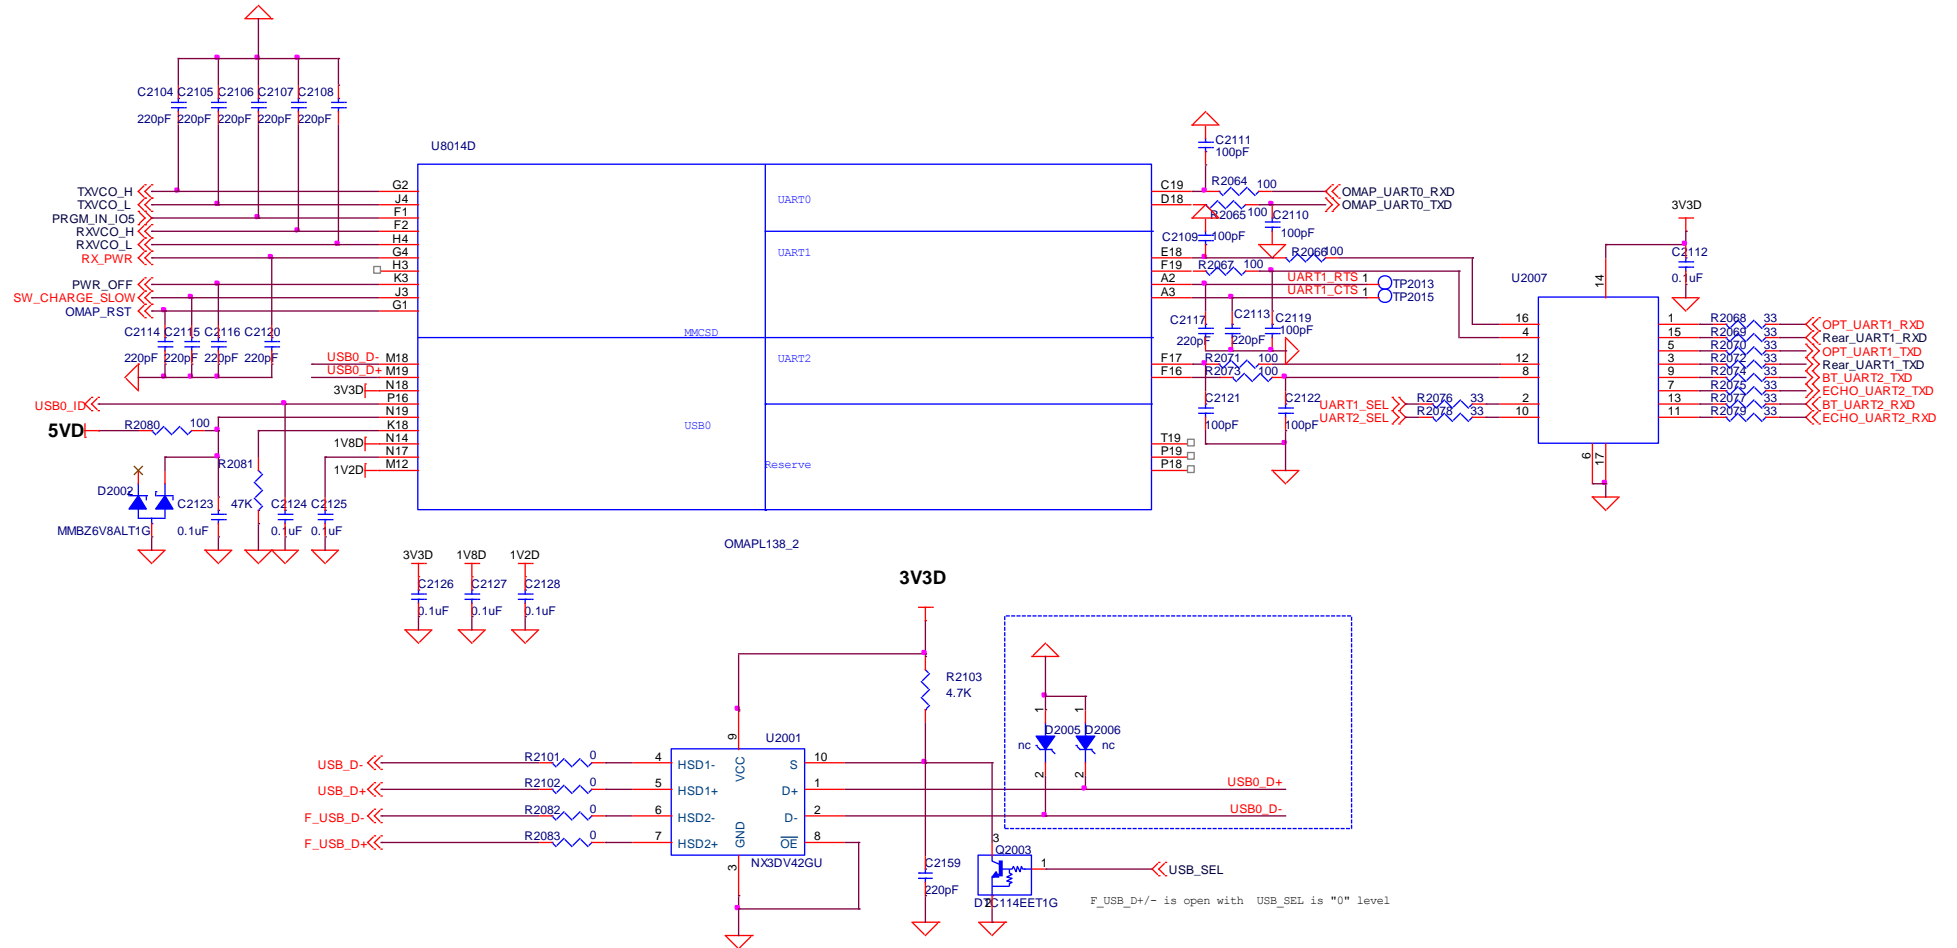 C2104 C2105 C2106 C2107 C2108
220pF 220pF 220pF 220pF 220pF
U8014D
TXVCO_H
TXVCO_L
PRGM_IN_IO5
RXVCO_H
RXVCO_L
RX_PWR
PWR_OFF
SW_CHARGE_SLOW
OMAP_RST
G2
J4
F1
F2
H4
G4
H3
K3
J3
G1
C2114 C2115 C2116 C2120
220pF 220pF 220pF 220pF
USB0_D- M18
USB0_D+ M19
3V3D N18
USB0_ID P16
N19
K18
1V8D N14
N17
1V2D M12
5VD
R2080 100
R2081
47K
D2002
MMBZ6V8ALT1G
C2123
0.1uF
C2124
0.1uF
C2125
0.1uF
UART0
UART1
MMCSD
UART2
USB0
Reserve
OMAPL138_2
C2111
100pF
C19 R2064 100 OMAP_UART0_RXD
D18 R2065 100 OMAP_UART0_TXD
C2110
100pF
C2109 100pF
E18 R2066 100
F19 R2067 100
A2 UART1_RTS 1 TP2013
A3 UART1_CTS 1 TP2015
C2117
220pF
C2113
220pF
C2119
100pF
F17 R2071 100
F16 R2073 100
C2121
100pF
C2122
100pF
T19
P19
P18
UART1_SEL R2076 33
UART2_SEL R2078 33
3V3D
C2112
0.1uF
U2007
14
16
4
12
8
2
10
6
17
1 R2068 33 OPT_UART1_RXD
15 R2069 33 Rear_UART1_RXD
5 R2070 33 OPT_UART1_TXD
3 R2072 33 Rear_UART1_TXD
9 R2074 33 BT_UART2_TXD
7 R2075 33 ECHO_UART2_TXD
13 R2077 33 BT_UART2_RXD
11 R2079 33 ECHO_UART2_RXD
3V3D 1V8D 1V2D
C2126 C2127 C2128
0.1uF 0.1uF 0.1uF
3V3D
R2103
4.7K
U2001
9
VCC
USB_D- R2101 0 4 HSD1-
USB_D+ R2102 0 5 HSD1+
F_USB_D- R2082 0 6 HSD2-
F_USB_D+ R2083 0 7 HSD2+
S 10
D+ 1
D- 2
OE 8
GND
3
NX3DV42GU
1 1
D2005 D2006
nc nc
2 2
USB0_D+
USB0_D-
C2159
220pF
3
Q2003
1 USB_SEL
2
DTC114EET1G
F_USB_D+/- is open with USB_SEL is "0" level